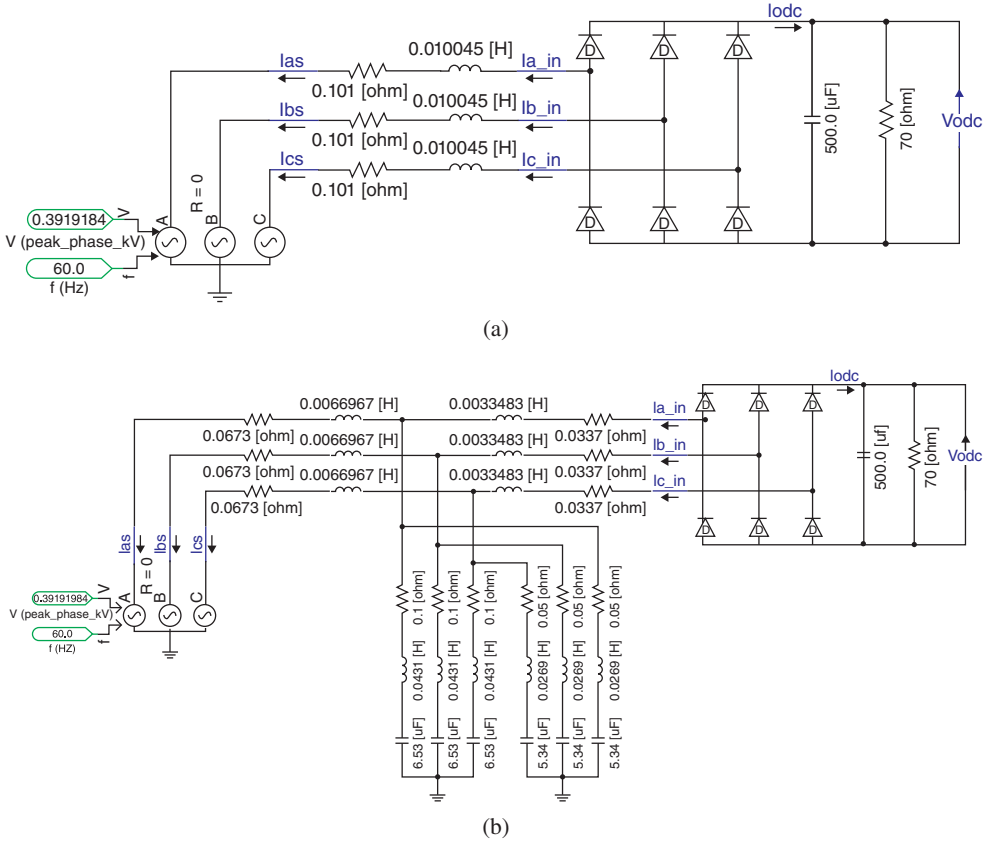 Iodc
0.010045 [H]
Ias
Ia_in
0.101 [ohm]
0.010045 [H]
Ibs
Ib_in
0.101 [ohm]
0.010045 [H]
Ics
Ic_in
0.101 [ohm]
D D D
D D D
500.0 [uF]
70 [ohm]
Vodc
R = 0
A
B
C
0.3919184
V
V (peak_phase_kV)
60.0
f
f (Hz)
(a)
Iodc
0.0066967 [H]
0.0033483 [H]
Ia_in
0.0673 [ohm]
0.0337 [ohm]
0.0066967 [H]
0.0033483 [H]
Ib_in
0.0673 [ohm]
0.0337 [ohm]
0.0066967 [H]
0.0033483 [H]
Ic_in
0.0673 [ohm]
0.0337 [ohm]
D D D
D D D
500.0 [uf]
70 [ohm]
Vodc
Ias
Ibs
Ics
R = 0
A
B
C
0.39191984
V
V (peak_phase_kV)
60.0
f
f (HZ)
0.1 [ohm]
0.1 [ohm]
0.1 [ohm]
0.05 [ohm]
0.05 [ohm]
0.05 [ohm]
0.0431 [H]
0.0431 [H]
0.0431 [H]
0.0269 [H]
0.0269 [H]
0.0269 [H]
6.53 [uF]
6.53 [uF]
6.53 [uF]
5.34 [uF]
5.34 [uF]
5.34 [uF]
(b)